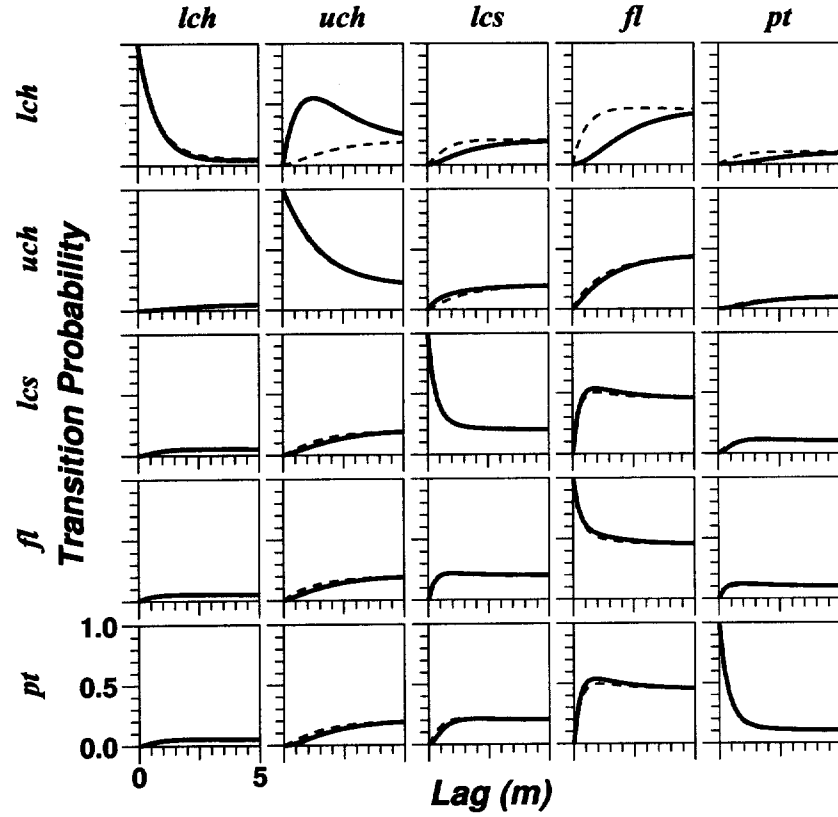 lch uch lcs fl pt
lch
uch
lcs
fl
pt
Transition Probability
1.0
0.5
0.0
0 5
Lag (m)